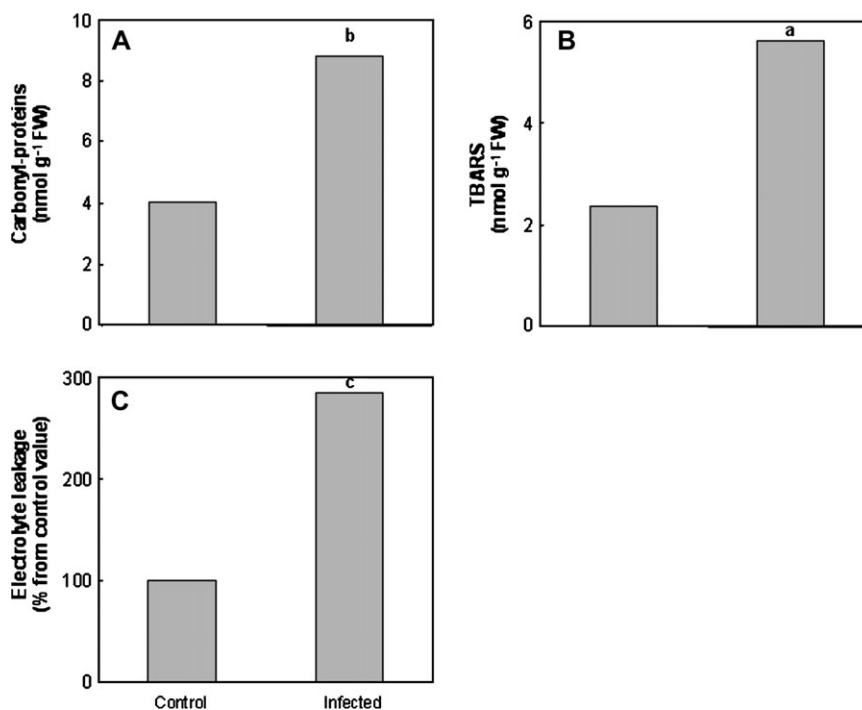 A
b
10
8
6
4
2
0
Carbonyl-proteins
(nmol g⁻¹ FW)
B
a
6
4
2
0
TBARS
(nmol g⁻¹ FW)
C
c
300
200
100
0
Electrolyte leakage
(% from control value)
Control
Infected